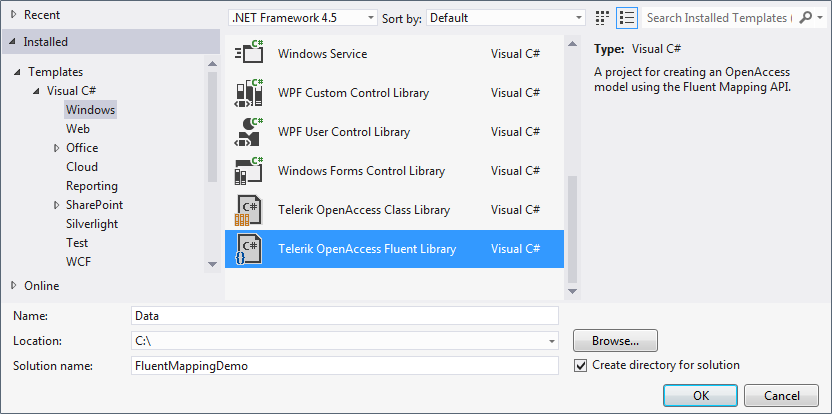 Recent
Installed
Templates
Visual C#
Windows
Web
Office
Cloud
Reporting
SharePoint
Silverlight
Test
WCF
Online
.NET Framework 4.5
Sort by: Default
C# Windows Service Visual C#
C# WPF Custom Control Library Visual C#
C# WPF User Control Library Visual C#
C# Windows Forms Control Library Visual C#
C# Telerik OpenAccess Class Library Visual C#
C# Telerik OpenAccess Fluent Library Visual C#
Search Installed Templates (
Type: Visual C#
A project for creating an OpenAccess
model using the Fluent Mapping API.
Name: Data
Location: C:\
Browse...
Solution name: FluentMappingDemo
Create directory for solution
OK
Cancel